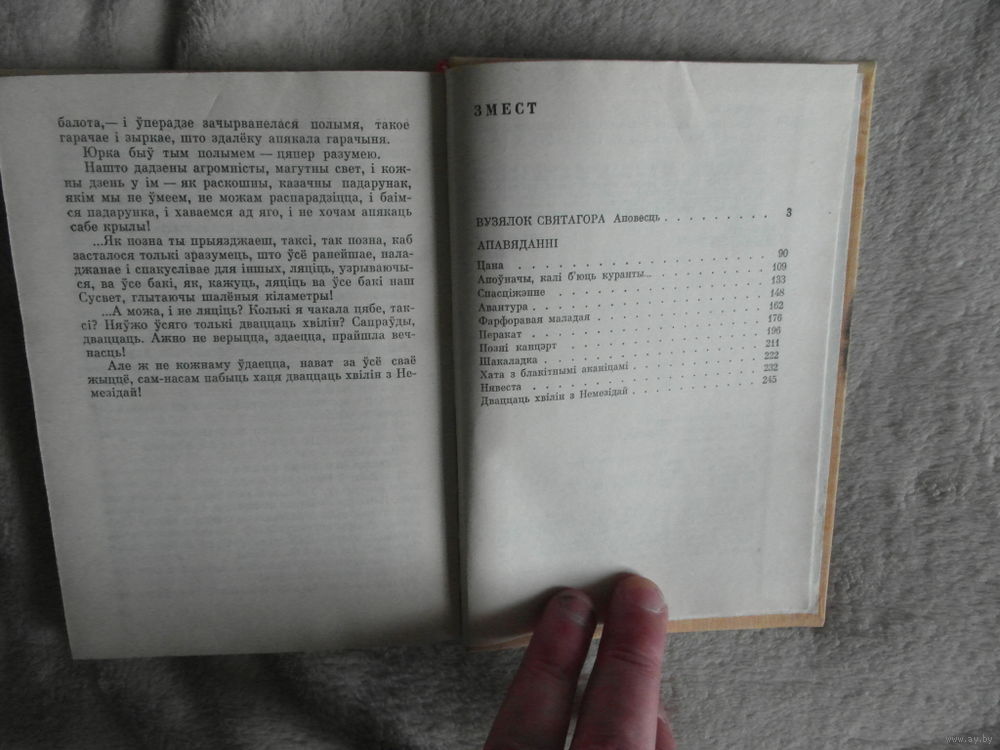 балота,— і ўперадзе зачырванелася полымя, такое
гарачае і зыркае, што здалёку апякала гарачыня.
Юрка быў тым полымем — цяпер разумею.
Нашто дадзены агромністы, магутны свет, і кож-
ны дзень у ім — як раскошны, казачны падарунак,
якім мы не ўмеем, не можам распарадзіцца, і баім-
ся падарунка, і хаваемся ад яго, і не хочам апякаць
сабе крылы!
...Як позна ты прыязджаеш, таксі, так позна, каб
засталося толькі зразумець, што ўсё ранейшае, нала-
джанае і спакуслівае для іншых, ляціць, узрываючы-
ся, ва ўсе бакі, як, кажуць, ляціць ва ўсе бакі наш
Сусвет, глытаючы шалёныя кіламетры!
...А можа, і не ляціць? Колькі я чакала цябе, так-
сі? Няўжо ўсяго толькі дваццаць хвілін? Сапраўды,
дваццаць. Ажно не верыцца, здаецца, прайшла веч-
насць!
Але ж не кожнаму ўдаецца, нават за ўсё сваё
жыццё, сам-насам пабыць хаця дваццаць хвілін з Не-
мезідай!
ЗМЕСТ
ВУЗЯЛОК СВЯТАГОРА Аповесць . . . . . . . . 3
АПАВЯДАННІ
Цана . . . . . . . . . . . . . . . 90
Апоўначы, калі б'юць куранты... . . . . . . . 109
Спасціжэнне . . . . . . . . . . . . . 133
Авантура . . . . . . . . . . . . . . 148
Фарфоравая маладая . . . . . . . . . . 162
Перакат . . . . . . . . . . . . . . 176
Позні канцэрт . . . . . . . . . . . . 196
Шакаладка . . . . . . . . . . . . . 211
Хата з блакітнымі аканіцамі . . . . . . . . 222
Нявеста . . . . . . . . . . . . . . 232
Дваццаць хвілін з Немезідай . . . . . . . . 245
www.ay.by